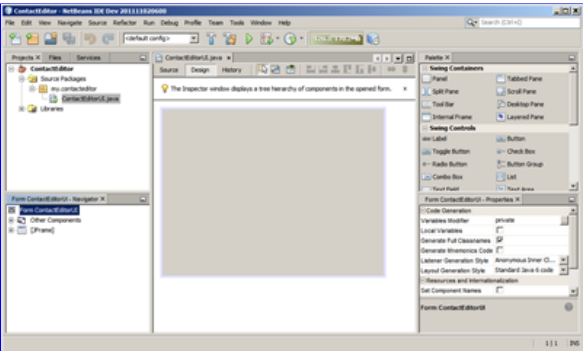 ContactEditor - NetBeans IDE Dev 201111020600
File Edit View Navigate Source Refactor Run Debug Profile Team Tools Window Help
Search (Ctrl+I)
<default config>
Projects Files Services
ContactEditor
Source Packages
my.contacteditor
ContactEditorUI.java
Libraries
ContactEditorUI.java
Source Design History
The Inspector window displays a tree hierarchy of components in the opened form.
Form ContactEditorUI - Navigator
Form ContactEditorUI
Other Components
[JFrame]
Palette
Swing Containers
Panel Tabbed Pane
Split Pane Scroll Pane
Tool Bar Desktop Pane
Internal Frame Layered Pane
Swing Controls
Label Button
Toggle Button Check Box
Radio Button Button Group
Combo Box List
Text Field Text Area
Form ContactEditorUI - Properties
Code Generation
Variables Modifier private
Local Variables
Generate Full Classnames
Generate Mnemonics Code
Listener Generation Style Anonymous Inner Cl...
Layout Generation Style Standard Java 6 code
Resources and Internationalization
Set Component Names
Form ContactEditorUI
1|1 INS